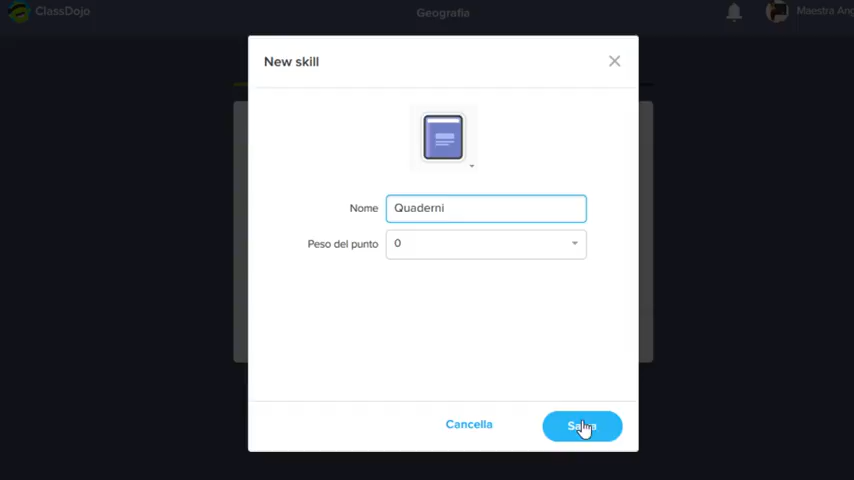 ClassDojo
Geografia
Maestra Ang
New skill
Nome
Quaderni
Peso del punto
0
Cancella